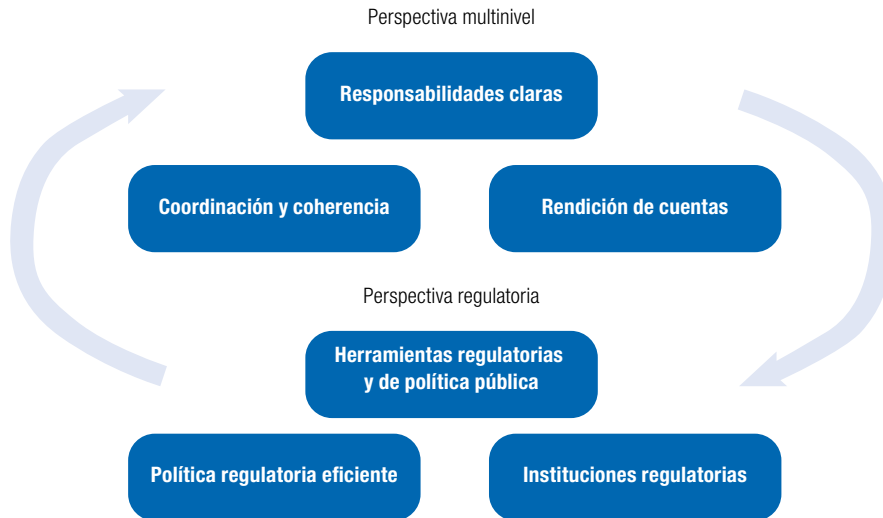 Perspectiva multinivel
Responsabilidades claras
Coordinación y coherencia
Rendición de cuentas
Perspectiva regulatoria
Herramientas regulatorias
y de política pública
Política regulatoria eficiente
Instituciones regulatorias